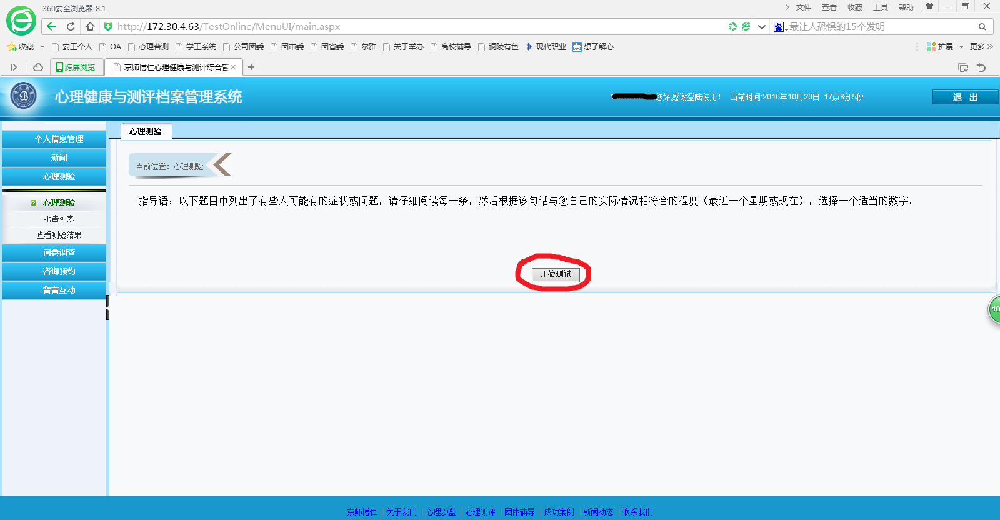 360安全浏览器 8.1
文件 查看 收藏 工具 帮助
http://172.30.4.63/TestOnline/MenuUI/main.aspx
最让人恐惧的15个发明
收藏 安工个人 OA 心理普测 学工系统 公司团委 团市委 团省委 尔雅 关于举办 高校辅导 铜陵有色 现代职业 想了解心 扩展 更多
跨屏浏览 京师博仁心理健康与测评综合管
心理健康与测评档案管理系统
您好,感谢登陆使用! 当前时间:2016年10月20日 17点8分5秒
退 出
个人信息管理
新闻
心理测验
心理测验
报告列表
查看测验结果
问卷调查
咨询预约
留言互动
心理测验
当前位置：心理测验
指导语：以下题目中列出了有些人可能有的症状或问题，请仔细阅读每一条，然后根据该句话与您自己的实际情况相符合的程度（最近一个星期或现在），选择一个适当的数字。
开始测试
40
京师博仁 关于我们 心理沙盘 心理测评 团体辅导 成功案例 新闻动态 联系我们